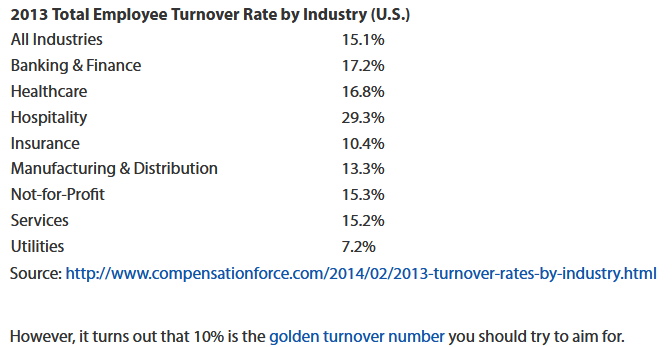 2013 Total Employee Turnover Rate by Industry (U.S.)
All Industries 15.1%
Banking & Finance 17.2%
Healthcare 16.8%
Hospitality 29.3%
Insurance 10.4%
Manufacturing & Distribution 13.3%
Not-for-Profit 15.3%
Services 15.2%
Utilities 7.2%
Source: http://www.compensationforce.com/2014/02/2013-turnover-rates-by-industry.html
However, it turns out that 10% is the golden turnover number you should try to aim for.